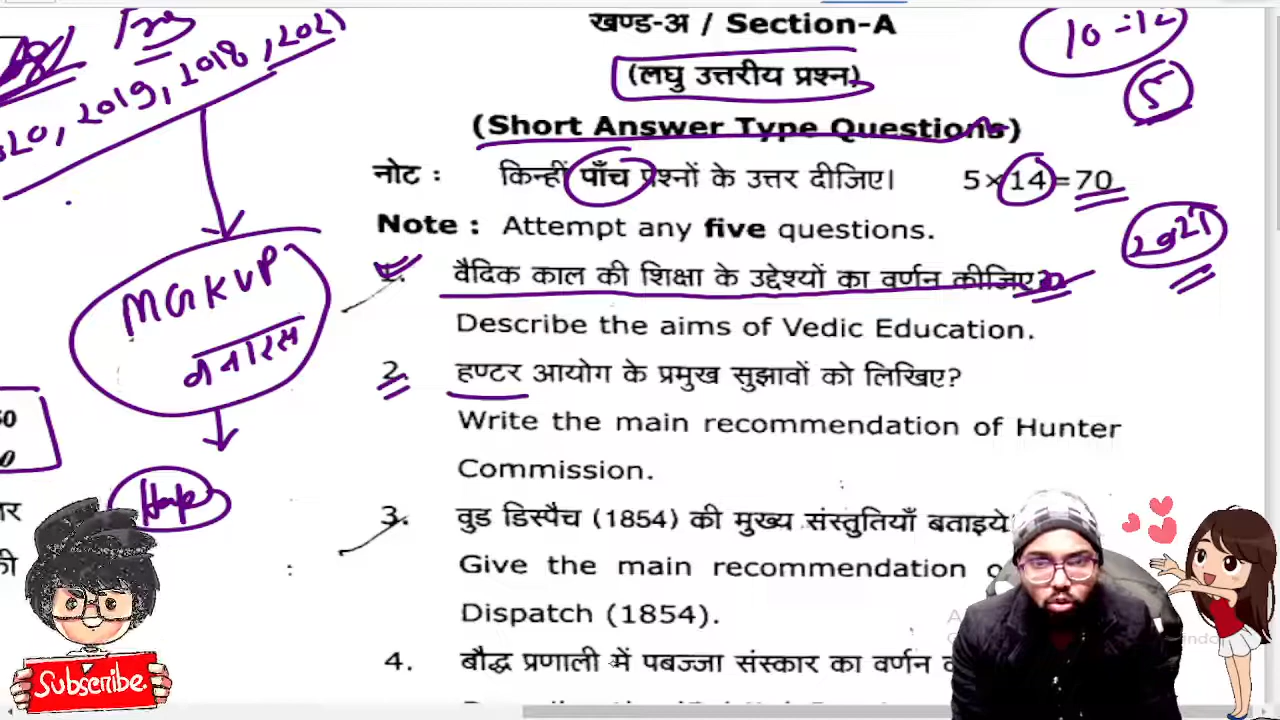 खण्ड-अ / Section-A
(लघु उत्तरीय प्रश्न)
(Short Answer Type Questions)
नोट : किन्हीं पाँच प्रश्नों के उत्तर दीजिए। 5×14=70
Note : Attempt any five questions.
1. वैदिक काल की शिक्षा के उद्देश्यों का वर्णन कीजिए?
Describe the aims of Vedic Education.
2. हण्टर आयोग के प्रमुख सुझावों को लिखिए?
Write the main recommendation of Hunter
Commission.
3. वुड डिस्पैच (1854) की मुख्य संस्तुतियाँ बताइये
Give the main recommendation
Dispatch (1854).
4. बौद्ध प्रणाली में पबज्जा संस्कार का वर्णन
, 2019, 2018, 2021
10 =12
5
2021
MGKVP
बनारस
Subscribe